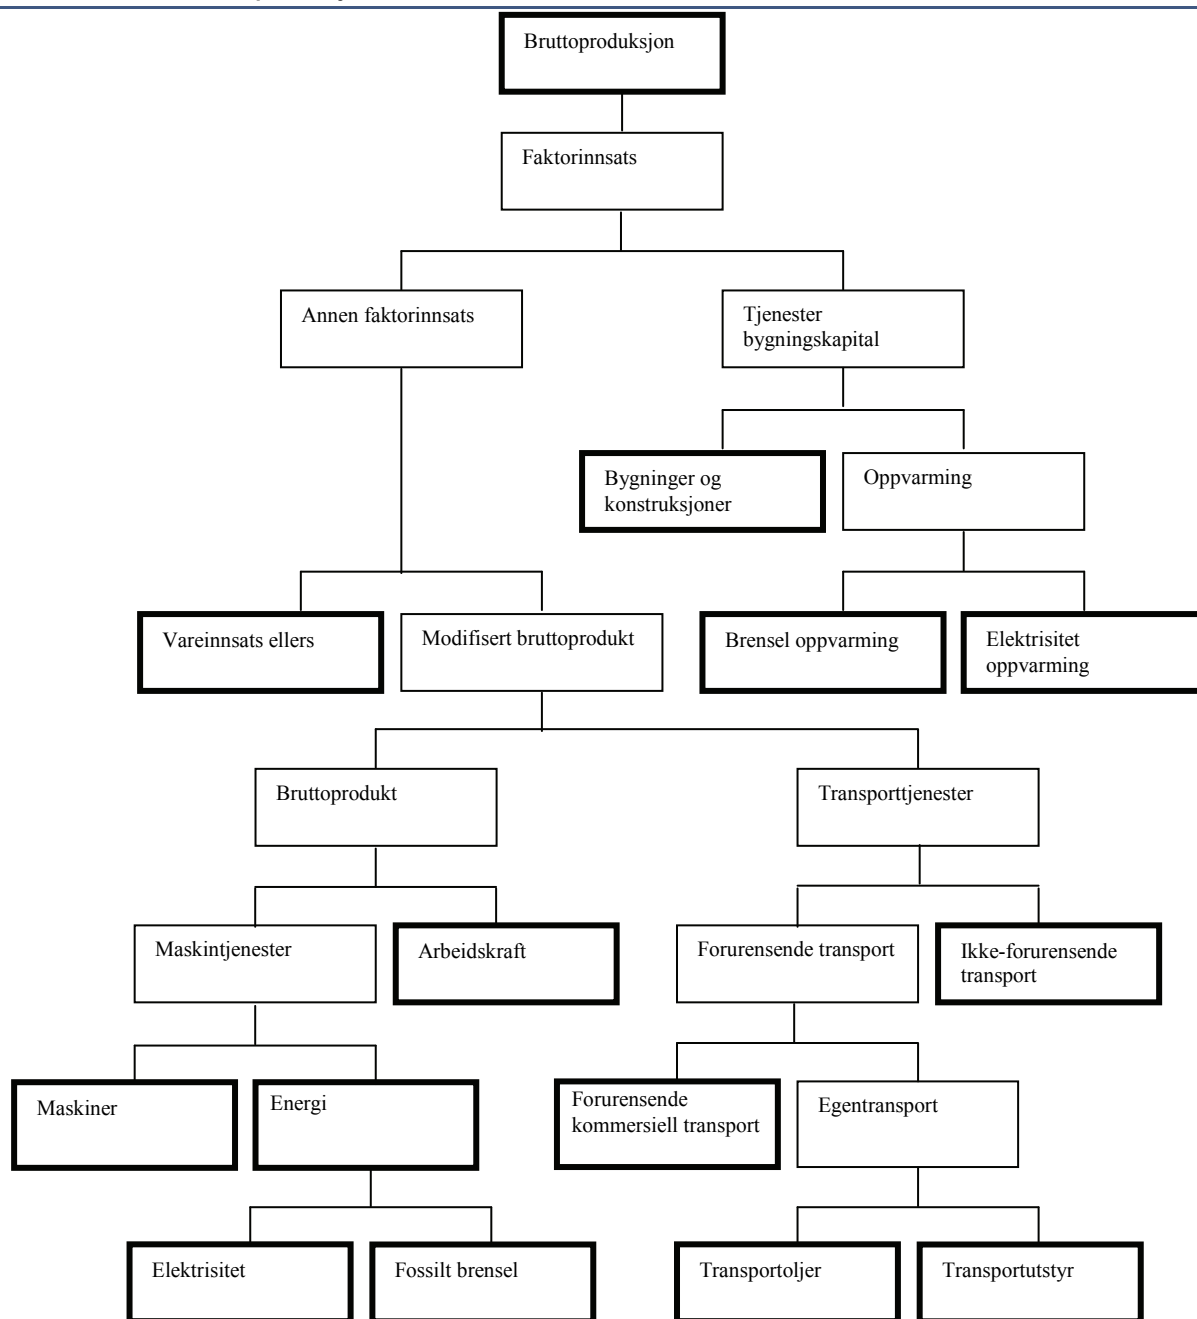 Bruttoproduksjon
Faktorinnsats
Annen faktorinnsats
Tjenester
bygningskapital
Bygninger og
konstruksjoner
Oppvarming
Vareinnsats ellers
Modifisert bruttoprodukt
Brensel oppvarming
Elektrisitet
oppvarming
Bruttoprodukt
Transporttjenester
Maskintjenester
Arbeidskraft
Forurensende transport
Ikke-forurensende
transport
Maskiner
Energi
Forurensende
kommersiell transport
Egentransport
Elektrisitet
Fossilt brensel
Transportoljer
Transportutstyr